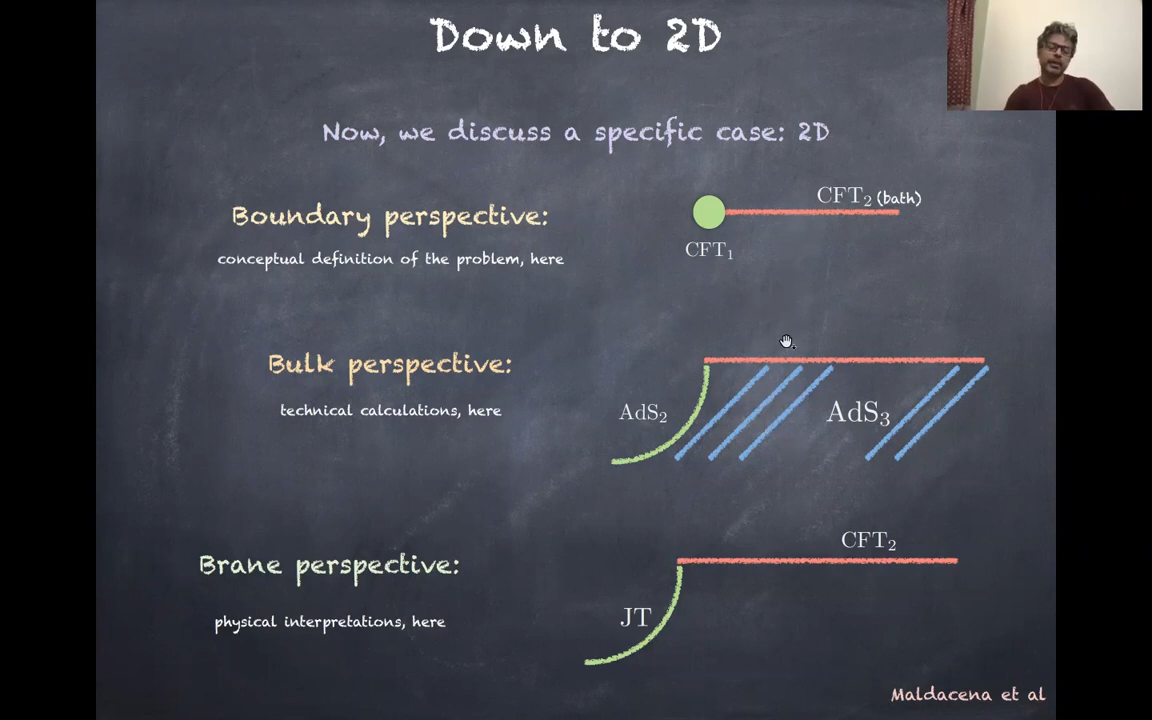 Down to 2D
Now, we discuss a specific case: 2D
Boundary perspective:
conceptual definition of the problem, here
CFT₂ (bath)
CFT₁
Bulk perspective:
technical calculations, here
AdS₂
AdS₃
Brane perspective:
physical interpretations, here
CFT₂
JT
Maldacena et al